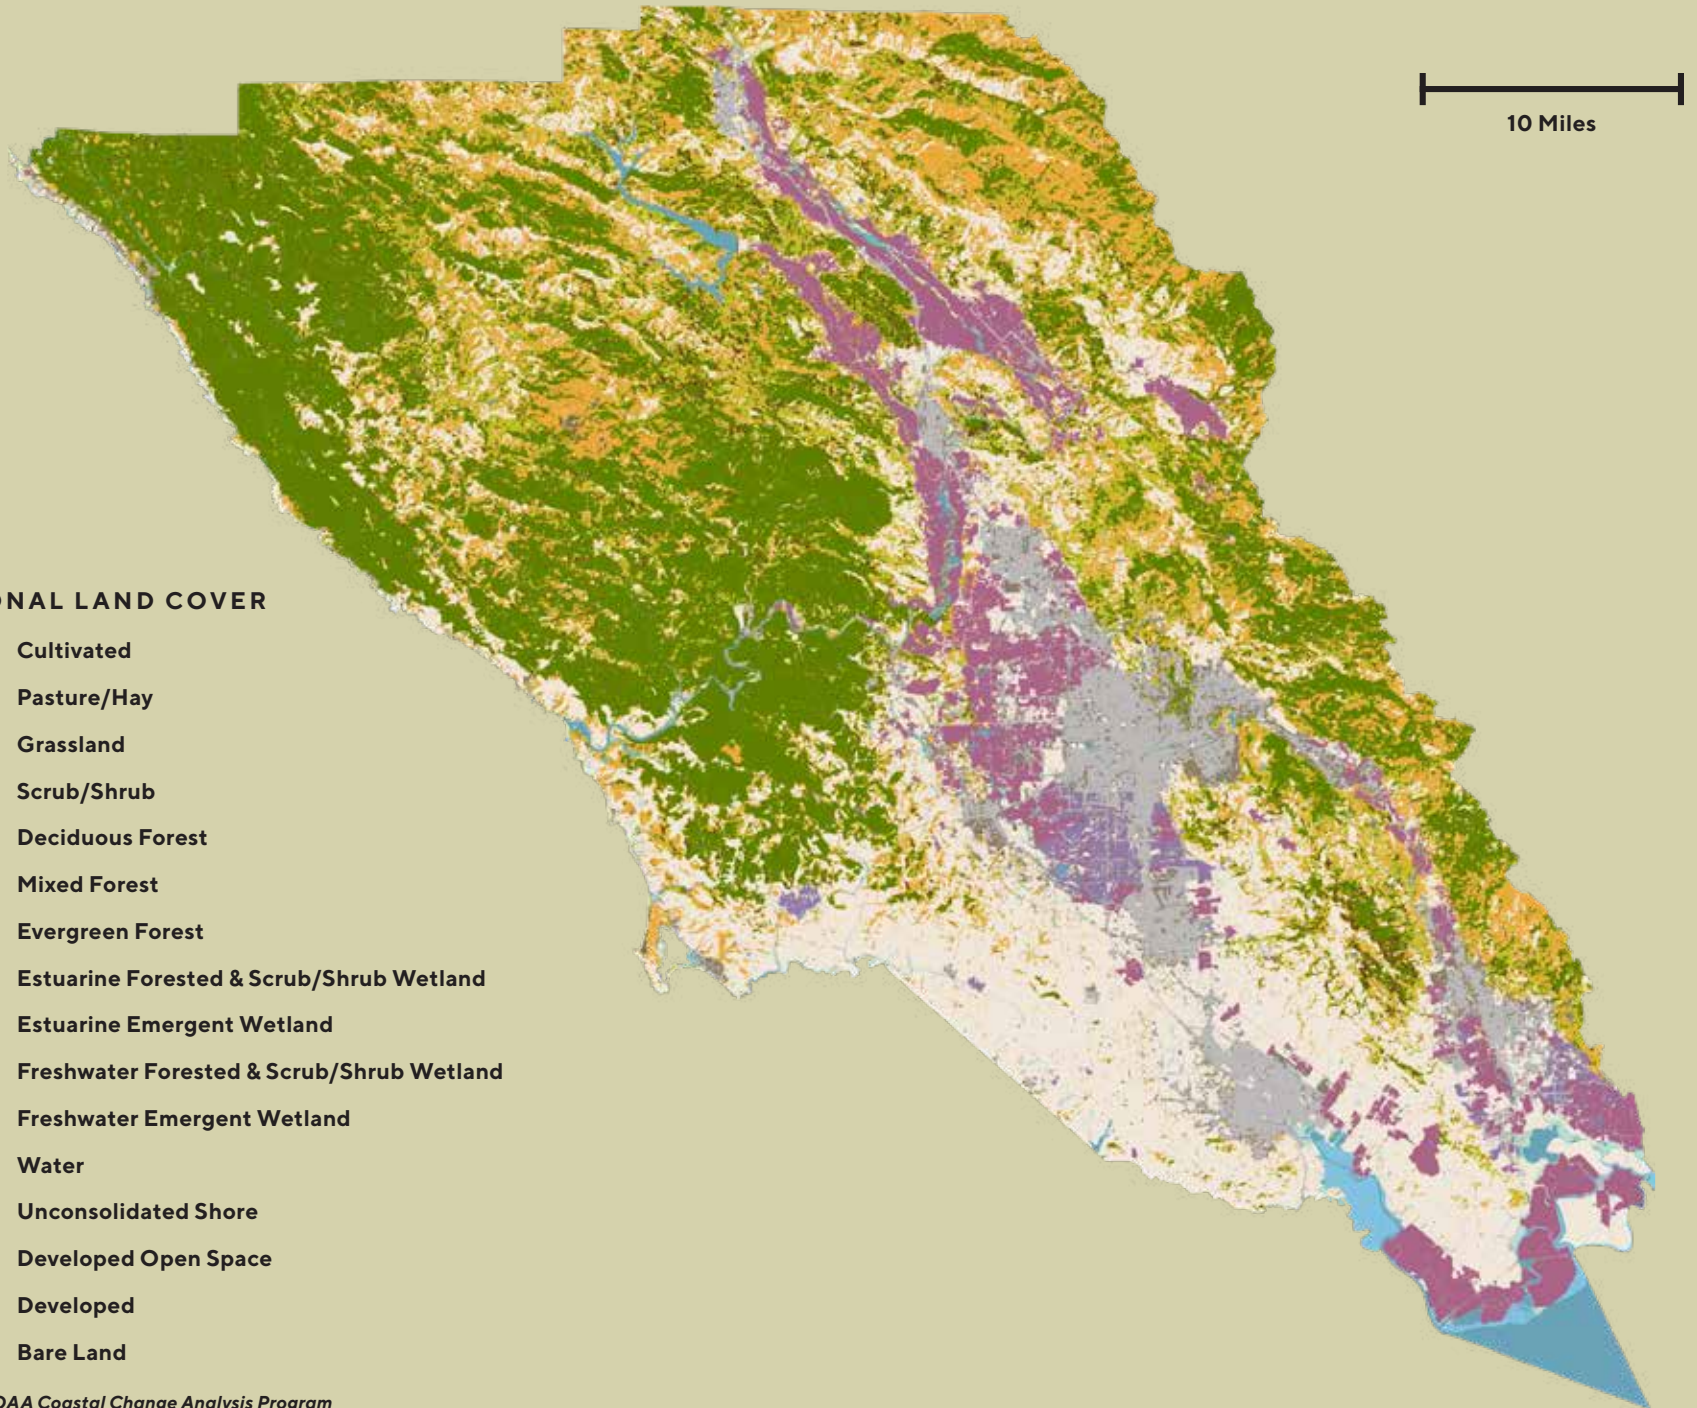 10 Miles
ONAL LAND COVER
Cultivated
Pasture/Hay
Grassland
Scrub/Shrub
Deciduous Forest
Mixed Forest
Evergreen Forest
Estuarine Forested & Scrub/Shrub Wetland
Estuarine Emergent Wetland
Freshwater Forested & Scrub/Shrub Wetland
Freshwater Emergent Wetland
Water
Unconsolidated Shore
Developed Open Space
Developed
Bare Land
OAA Coastal Change Analysis Program